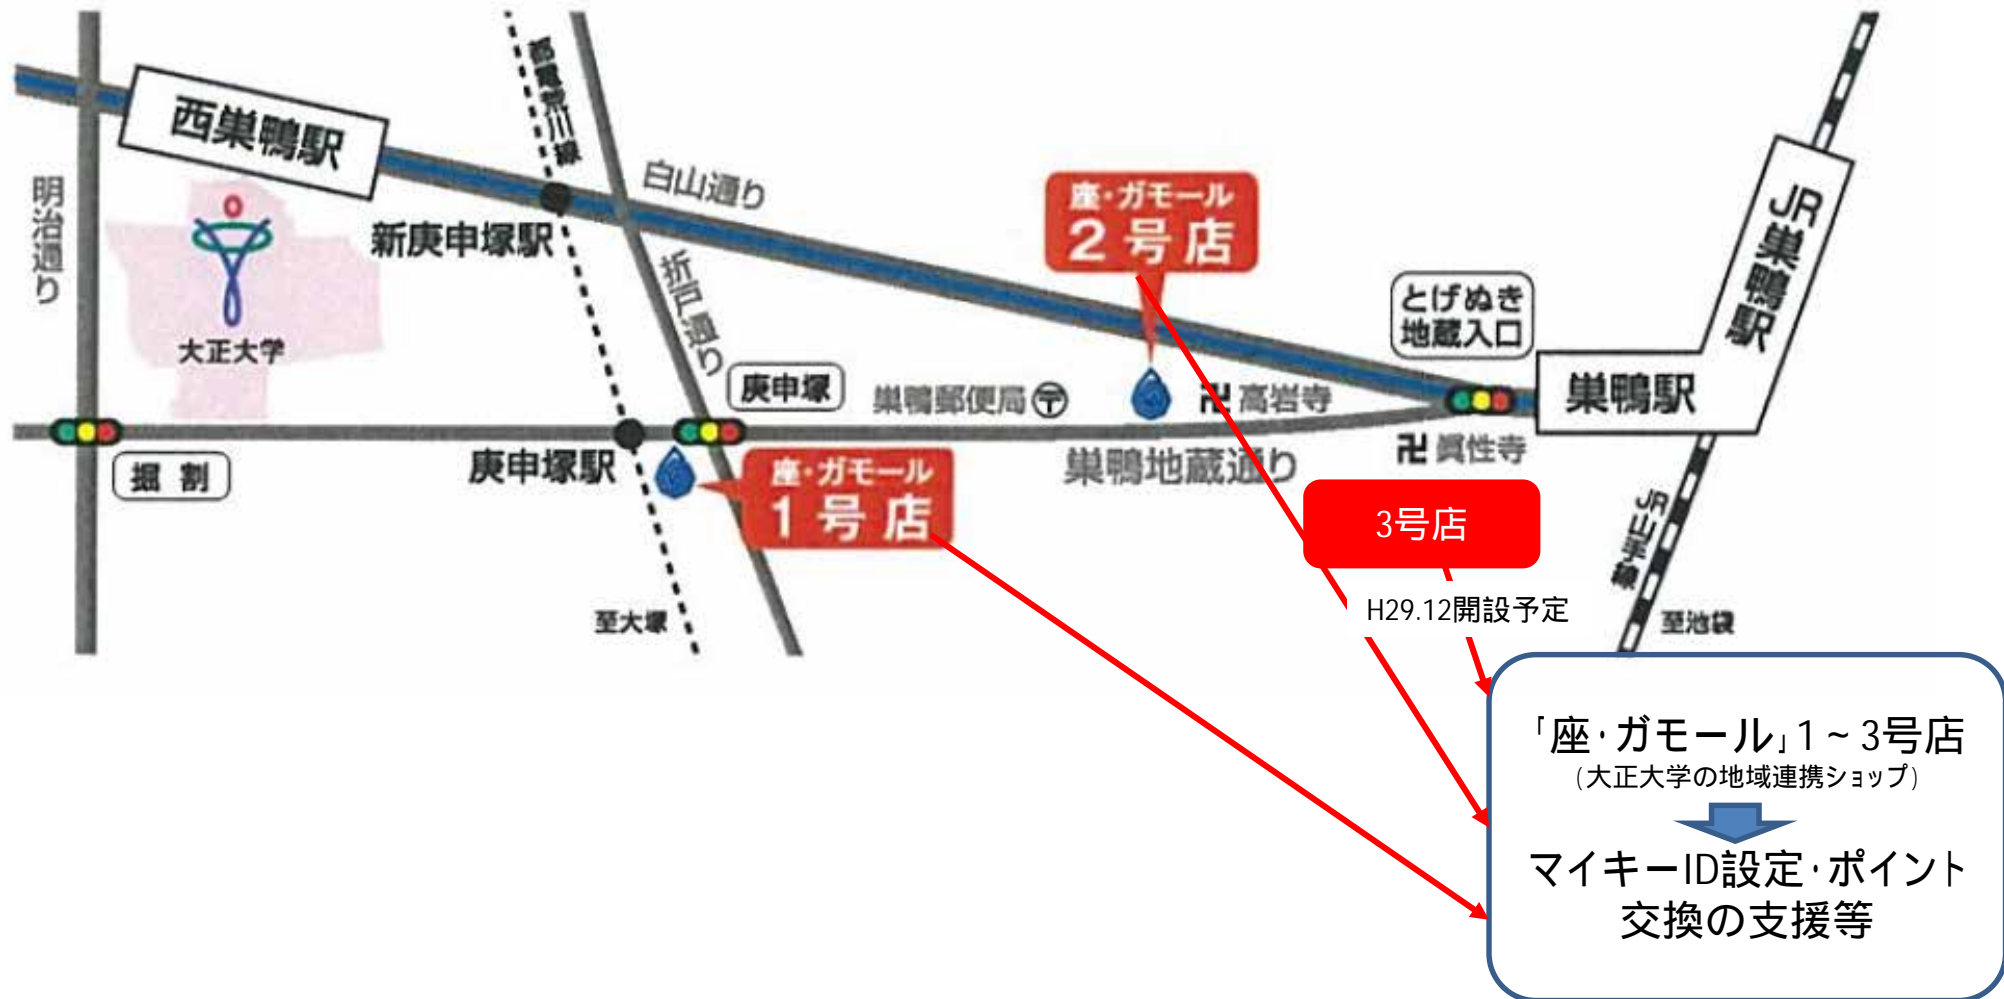 都電荒川線
西巣鴨駅
明治通り
大正大学
新庚申塚駅
白山通り
折戸通り
座・ガモール
2号店
とげぬき
地蔵入口
JR巣鴨駅
巣鴨駅
庚申塚
巣鴨郵便局〒
卍高岩寺
掘割
庚申塚駅
座・ガモール
1号店
巣鴨地蔵通り
卍眞性寺
3号店
H29.12開設予定
JR山手線
至大塚
至池袋
「座・ガモール」1~3号店
(大正大学の地域連携ショップ)
マイキーID設定・ポイント
交換の支援等